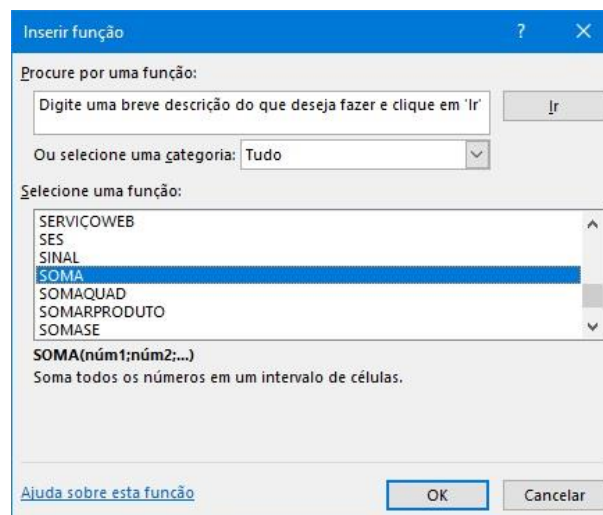 Inserir função ? ×
Procure por uma função:
Digite uma breve descrição do que deseja fazer e clique em 'Ir'
Ir
Ou selecione uma categoria: Tudo
Selecione uma função:
SERVIÇOWEB
SES
SINAL
SOMA
SOMAQUAD
SOMARPRODUTO
SOMASE
SOMA(núm1;núm2;...)
Soma todos os números em um intervalo de células.
Ajuda sobre esta função
OK Cancelar